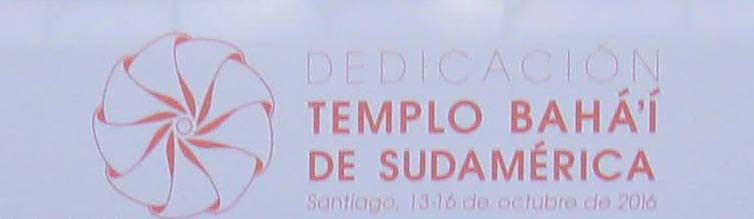 DEDICACIÓN
TEMPLO BAHÁ'Í
DE SUDAMÉRICA
Santiago, 13-16 de octubre de 2016